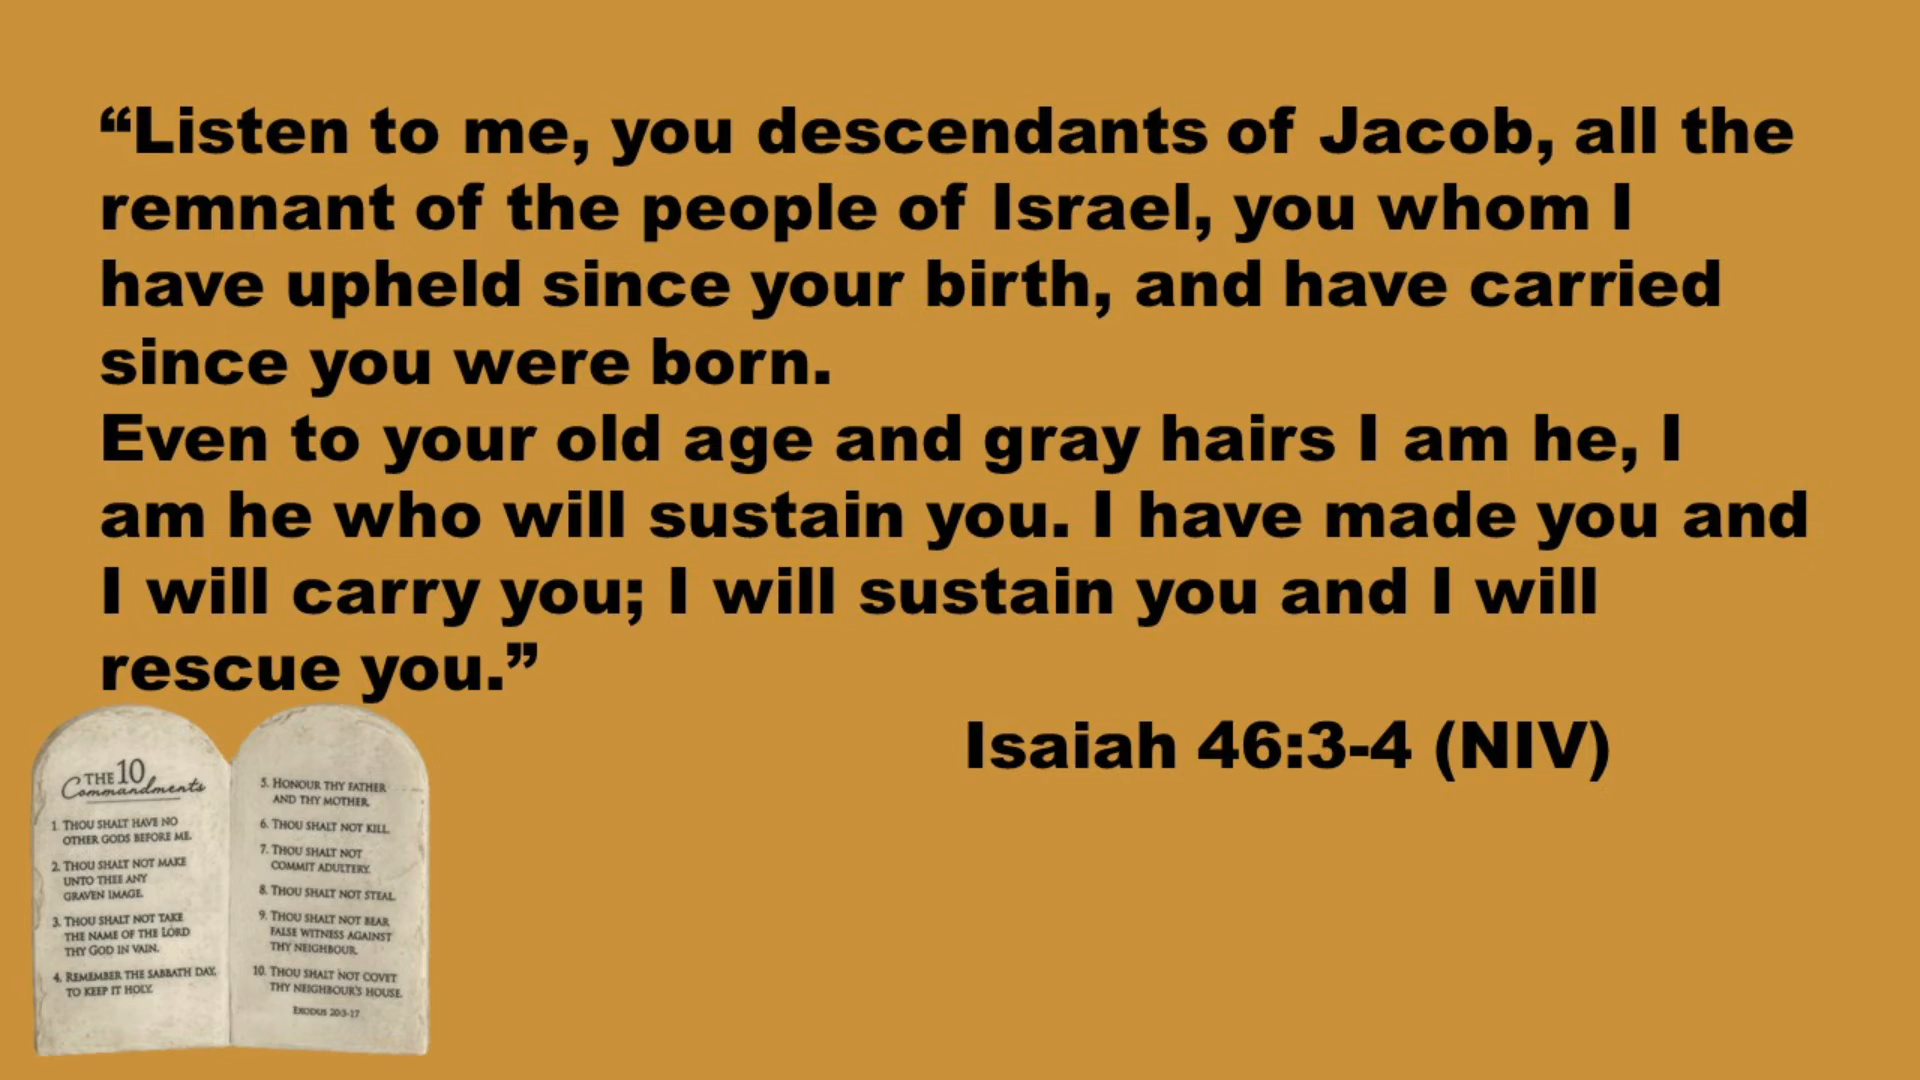 “Listen to me, you descendants of Jacob, all the
remnant of the people of Israel, you whom I
have upheld since your birth, and have carried
since you were born.
Even to your old age and gray hairs I am he, I
am he who will sustain you. I have made you and
I will carry you; I will sustain you and I will
rescue you.”
Isaiah 46:3-4 (NIV)
THE 10
Commandments
1. THOU SHALT HAVE NO
OTHER GODS BEFORE ME.
2. THOU SHALT NOT MAKE
UNTO THEE ANY
GRAVEN IMAGE.
3. THOU SHALT NOT TAKE
THE NAME OF THE LORD
THY GOD IN VAIN.
4. REMEMBER THE SABBATH DAY,
TO KEEP IT HOLY.
5. HONOUR THY FATHER
AND THY MOTHER.
6. THOU SHALT NOT KILL.
7. THOU SHALT NOT
COMMIT ADULTERY.
8. THOU SHALT NOT STEAL.
9. THOU SHALT NOT BEAR
FALSE WITNESS AGAINST
THY NEIGHBOUR.
10. THOU SHALT NOT COVET
THY NEIGHBOUR'S HOUSE.
EXODUS 20:3-17